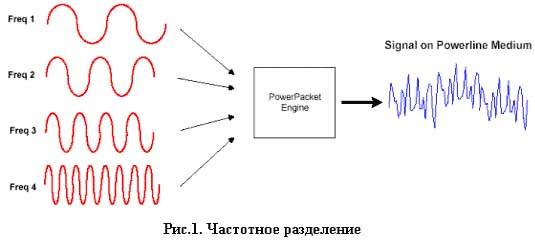 Freq 1
Freq 2
Freq 3
Freq 4
PowerPacket
Engine
Signal on Powerline Medium
Рис.1. Частотное разделение